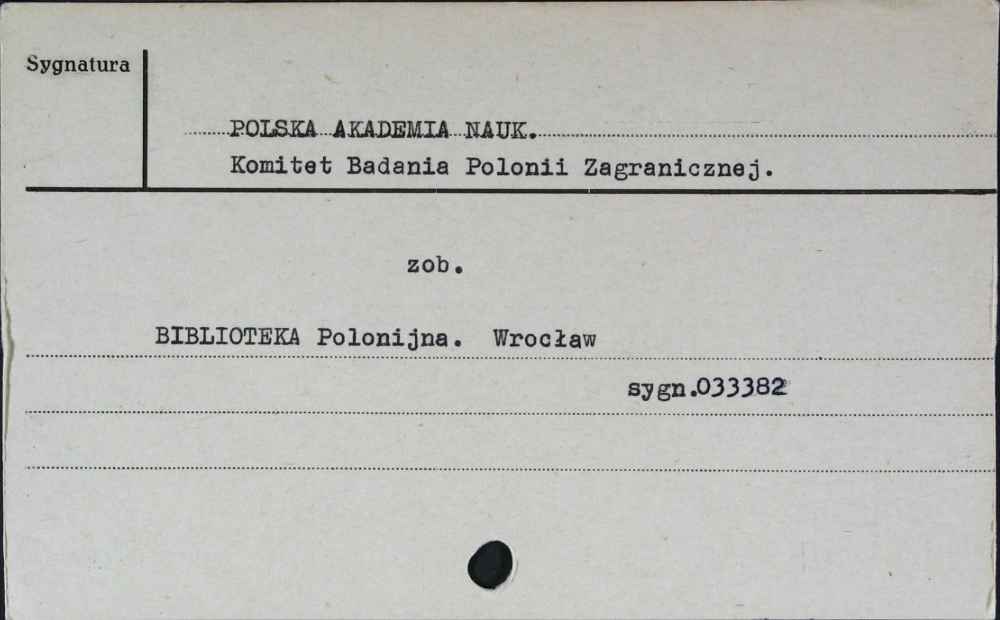 Sygnatura
POLSKA AKADEMIA NAUK.
Komitet Badania Polonii Zagranicznej.
zob.
BIBLIOTEKA Polonijna. Wrocław
sygn.033382